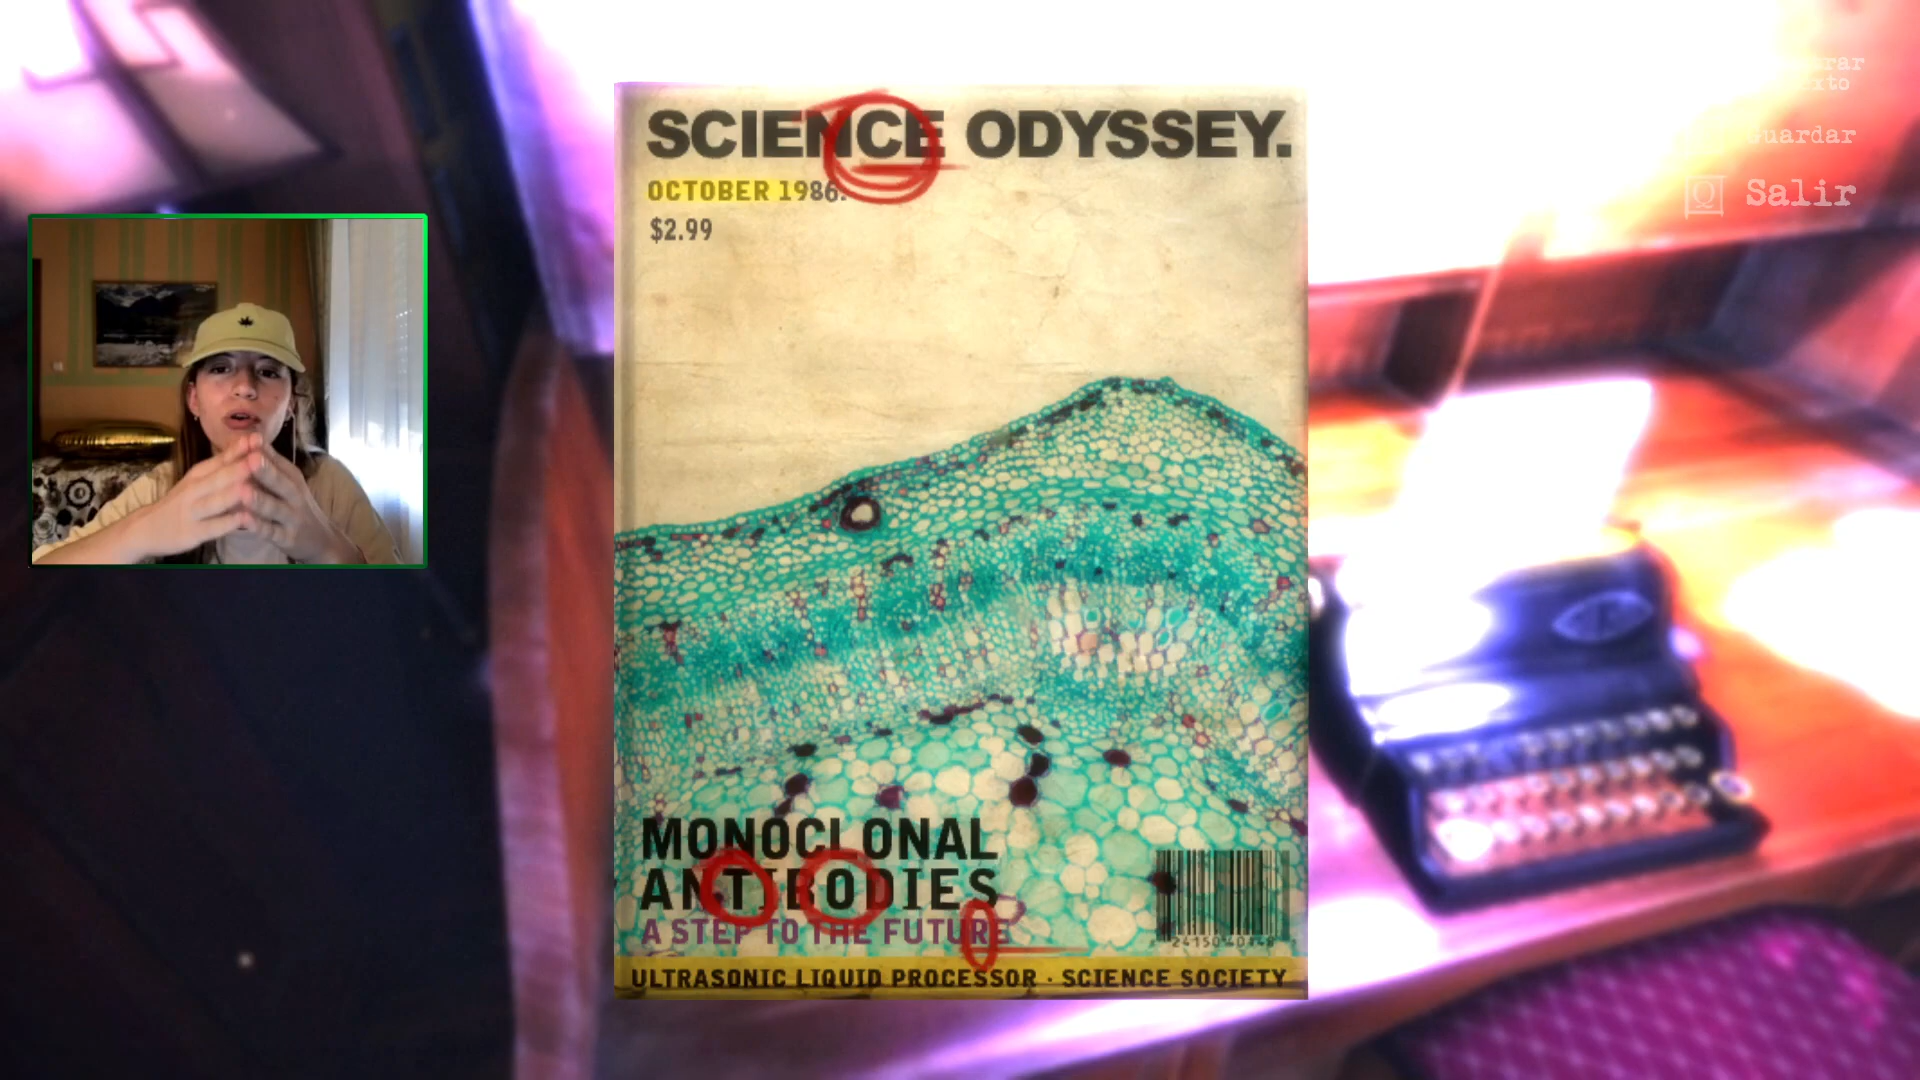 SCIENCE ODYSSEY.
OCTOBER 1986.
$2.99
Guardar
Q Salir
MONOCLONAL
ANTIBODIES
A STEP TO THE FUTURE
ULTRASONIC LIQUID PROCESSOR · SCIENCE SOCIETY